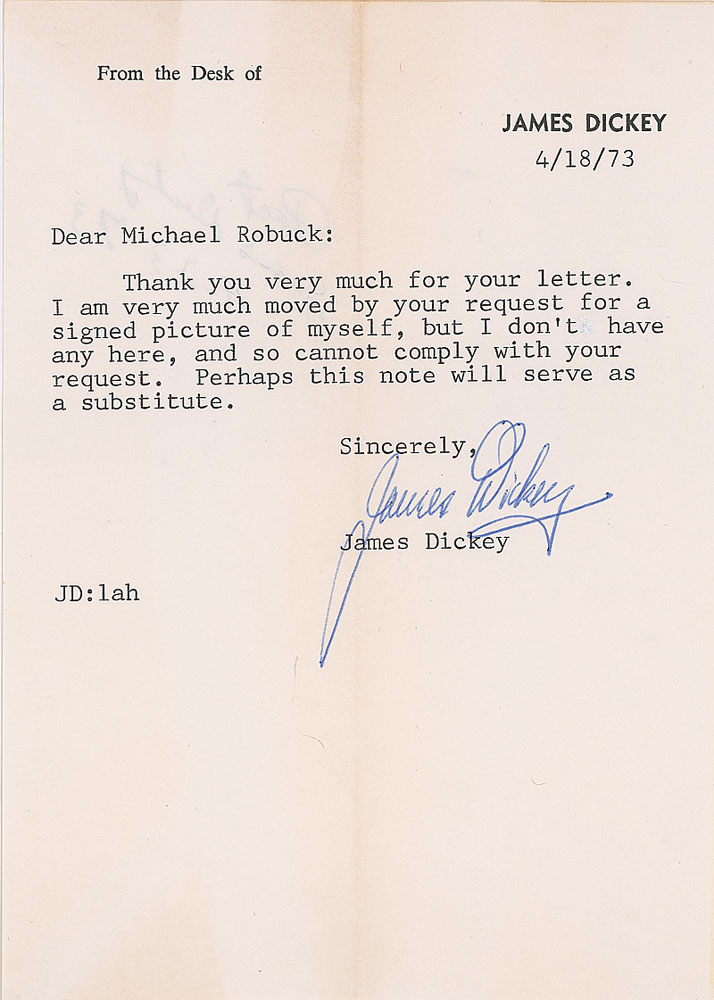 From the Desk of
JAMES DICKEY
4/18/73
Dear Michael Robuck:
Thank you very much for your letter.
I am very much moved by your request for a
signed picture of myself, but I don't have
any here, and so cannot comply with your
request. Perhaps this note will serve as
a substitute.
Sincerely,
James Dickey
James Dickey
JD:lah